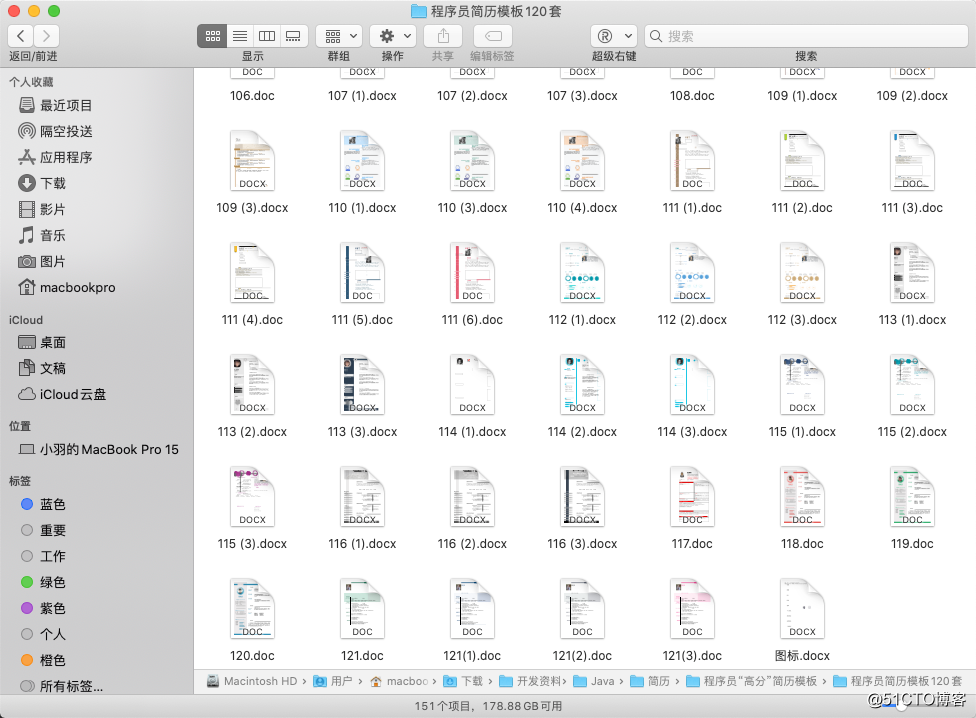 程序员简历模板120套
返回/前进
显示
群组
操作
共享
编辑标签
超级右键
搜索
搜索
个人收藏
最近项目
隔空投送
应用程序
下载
影片
音乐
图片
macbookpro
iCloud
桌面
文稿
iCloud云盘
位置
小羽的MacBook Pro 15
标签
蓝色
重要
工作
绿色
紫色
个人
橙色
所有标签...
DOC DOCX DOCX DOCX DOC DOCX DOCX
106.doc 107 (1).docx 107 (2).docx 107 (3).docx 108.doc 109 (1).docx 109 (2).docx
DOCX DOCX DOCX DOCX DOC DOC DOC
109 (3).docx 110 (1).docx 110 (3).docx 110 (4).docx 111 (1).doc 111 (2).doc 111 (3).doc
DOC DOC DOC DOCX DOCX DOCX DOCX
111 (4).doc 111 (5).doc 111 (6).doc 112 (1).docx 112 (2).docx 112 (3).docx 113 (1).docx
DOCX DOCX DOCX DOCX DOCX DOCX DOCX
113 (2).docx 113 (3).docx 114 (1).docx 114 (2).docx 114 (3).docx 115 (1).docx 115 (2).docx
DOCX DOCX DOCX DOCX DOC DOC DOC
115 (3).docx 116 (1).docx 116 (2).docx 116 (3).docx 117.doc 118.doc 119.doc
DOC DOC DOC DOC DOC DOCX
120.doc 121.doc 121(1).doc 121(2).doc 121(3).doc 图标.docx
Macintosh HD › 用户 › macboo › 下载 › 开发资料 › Java › 简历 › 程序员“高分”简历模板 › 程序员简历模板120套
151个项目，178.88 GB可用
@51CTO博客